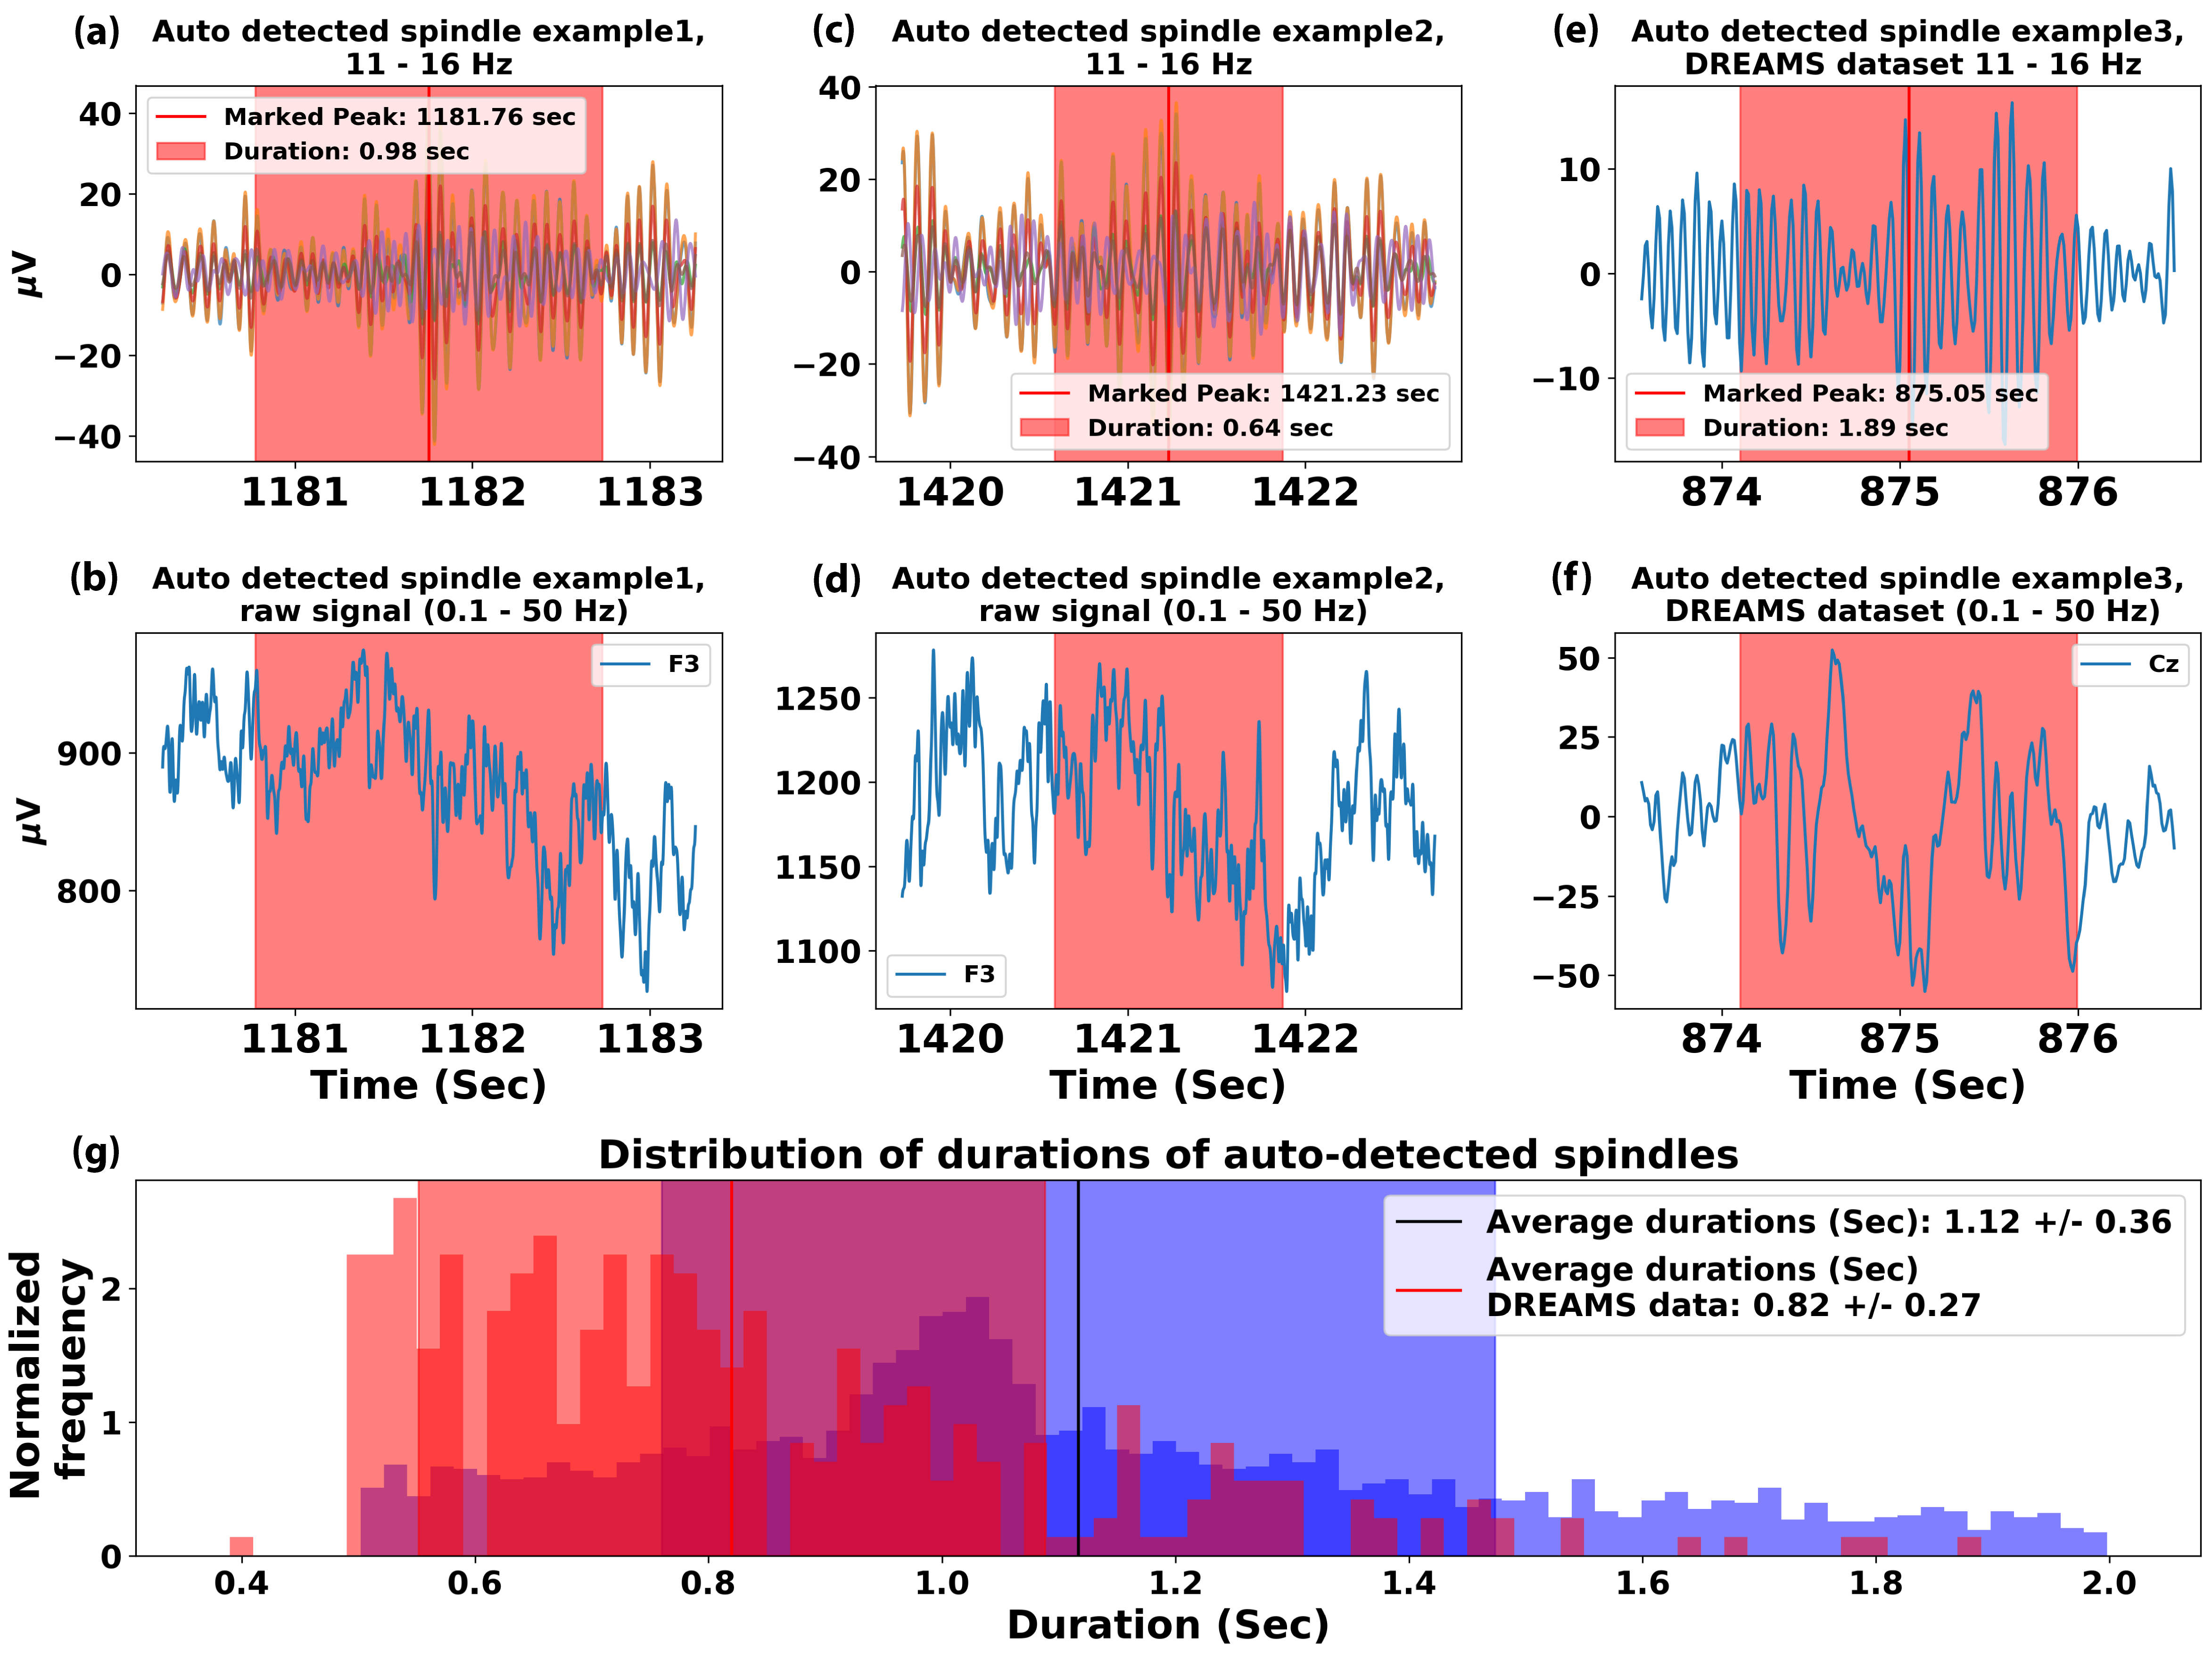 (a) Auto detected spindle example1,
11 - 16 Hz
Marked Peak: 1181.76 sec
Duration: 0.98 sec
40
20
0
−20
−40
μV
1181 1182 1183
(c) Auto detected spindle example2,
11 - 16 Hz
40
20
0
−20
−40
Marked Peak: 1421.23 sec
Duration: 0.64 sec
1420 1421 1422
(e) Auto detected spindle example3,
DREAMS dataset 11 - 16 Hz
10
0
−10
Marked Peak: 875.05 sec
Duration: 1.89 sec
874 875 876
(b) Auto detected spindle example1,
raw signal (0.1 - 50 Hz)
F3
900
800
μV
1181 1182 1183
Time (Sec)
(d) Auto detected spindle example2,
raw signal (0.1 - 50 Hz)
1250
1200
1150
1100
F3
1420 1421 1422
Time (Sec)
(f) Auto detected spindle example3,
DREAMS dataset (0.1 - 50 Hz)
Cz
50
25
0
−25
−50
874 875 876
Time (Sec)
(g) Distribution of durations of auto-detected spindles
Average durations (Sec): 1.12 +/- 0.36
Average durations (Sec)
DREAMS data: 0.82 +/- 0.27
Normalized
frequency
2
1
0
0.4 0.6 0.8 1.0 1.2 1.4 1.6 1.8 2.0
Duration (Sec)